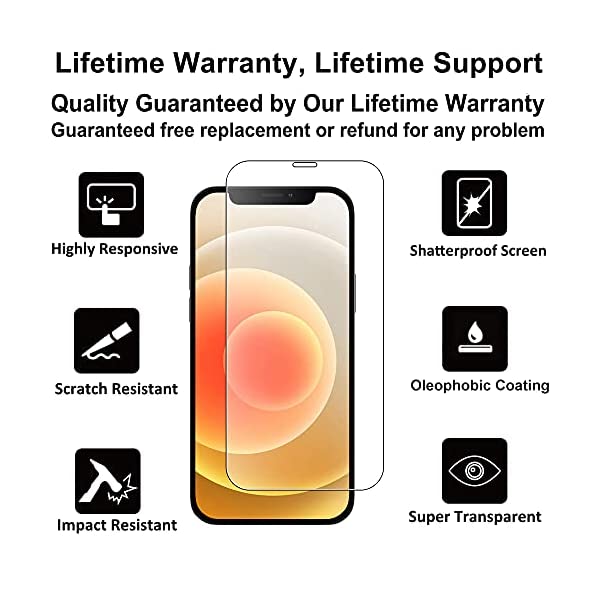 Lifetime Warranty, Lifetime Support
Quality Guaranteed by Our Lifetime Warranty
Guaranteed free replacement or refund for any problem
Highly Responsive
Shatterproof Screen
Scratch Resistant
Oleophobic Coating
Impact Resistant
Super Transparent